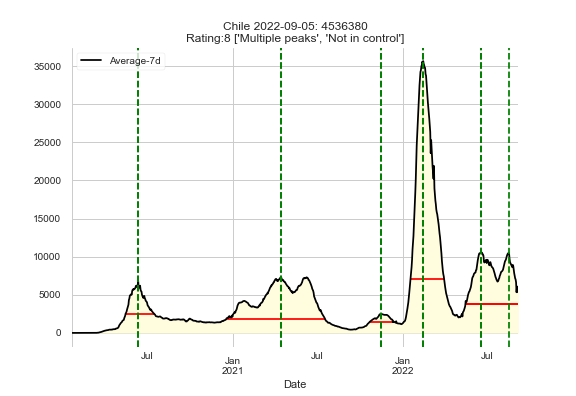 Chile 2022-09-05: 4536380
Rating:8 ['Multiple peaks', 'Not in control']
Average-7d
35000
30000
25000
20000
15000
10000
5000
0
Jul
Jan
2021
Jul
Jan
2022
Jul
Date